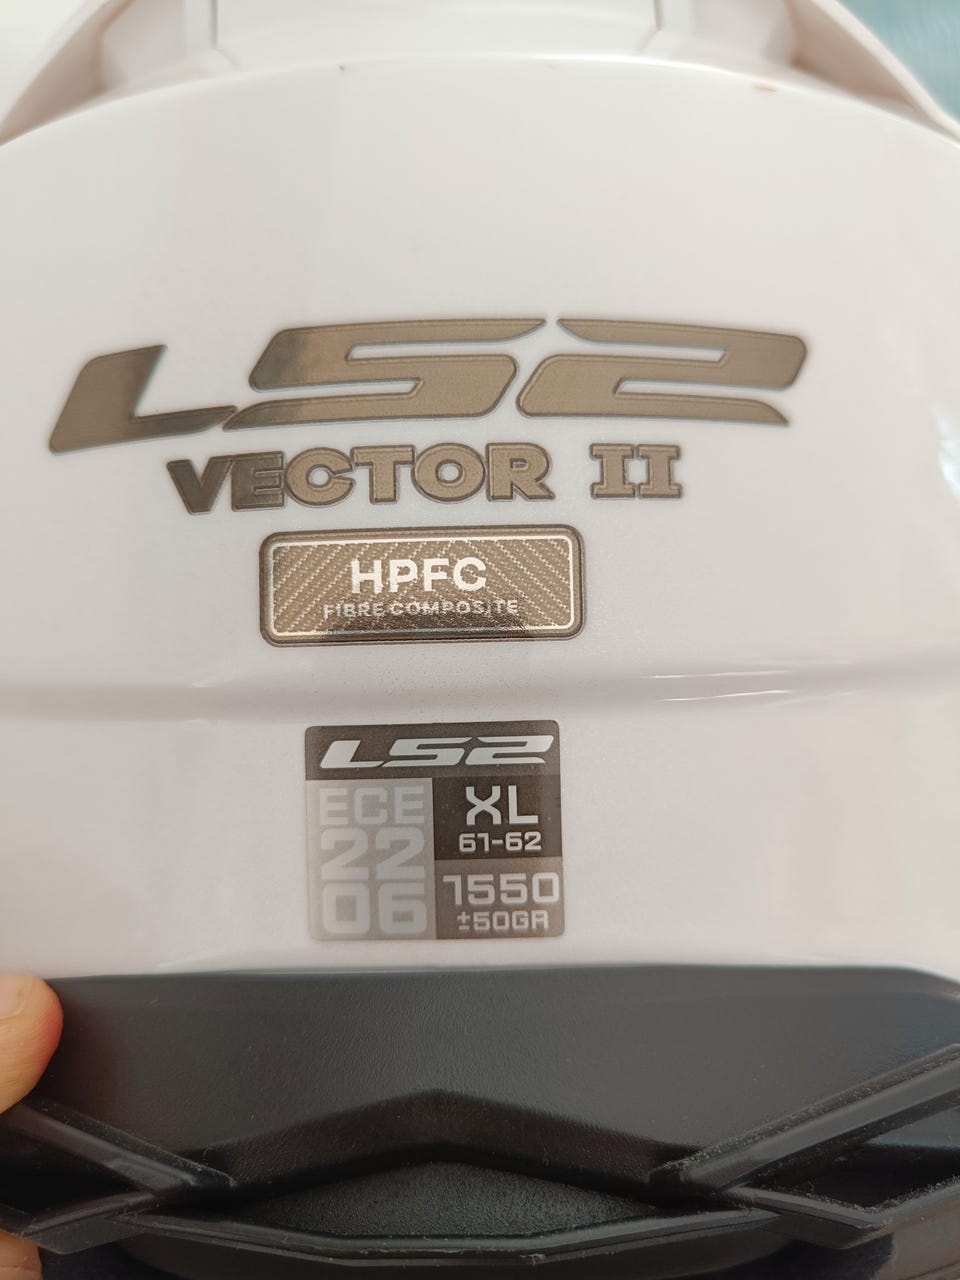 LS2
VECTOR II
HPFC
FIBRE COMPOSITE
LS2
ECE
22
06
XL
61-62
1550
±50GR